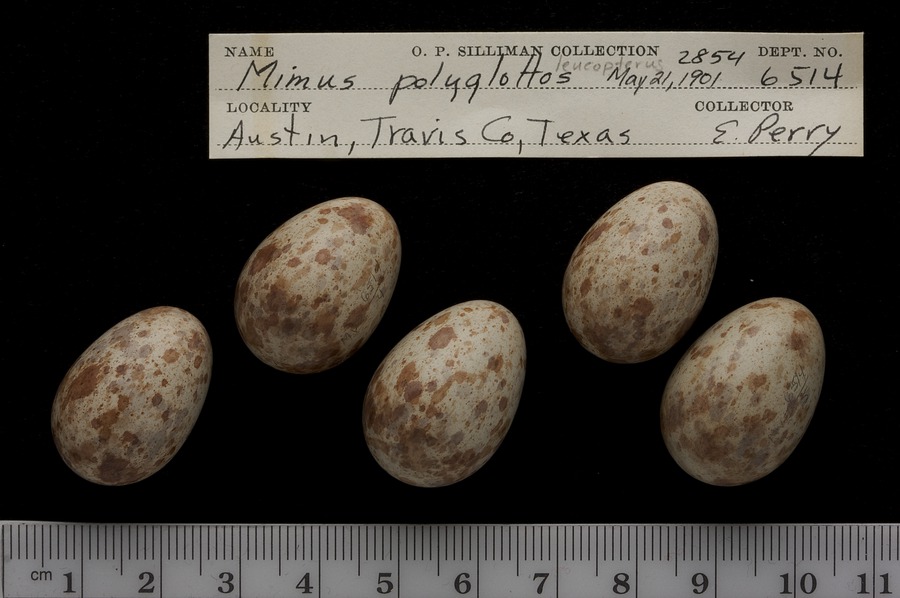 NAME O. P. SILLIMAN COLLECTION 2854 DEPT. NO.
Mimus polyglottos leucopterus May 21, 1901 6514
LOCALITY COLLECTOR
Austin, Travis Co, Texas E. Perry
cm 1 2 3 4 5 6 7 8 9 10 11